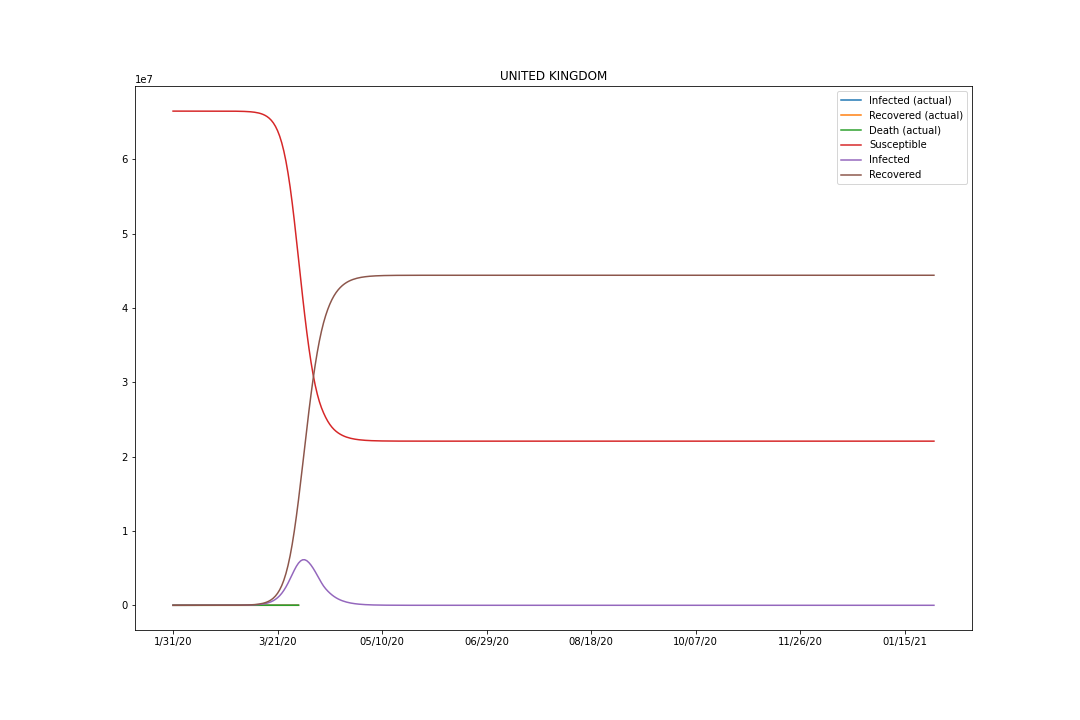 UNITED KINGDOM
1e7
Infected (actual)
Recovered (actual)
Death (actual)
Susceptible
Infected
Recovered
6
5
4
3
2
1
0
1/31/20 3/21/20 05/10/20 06/29/20 08/18/20 10/07/20 11/26/20 01/15/21